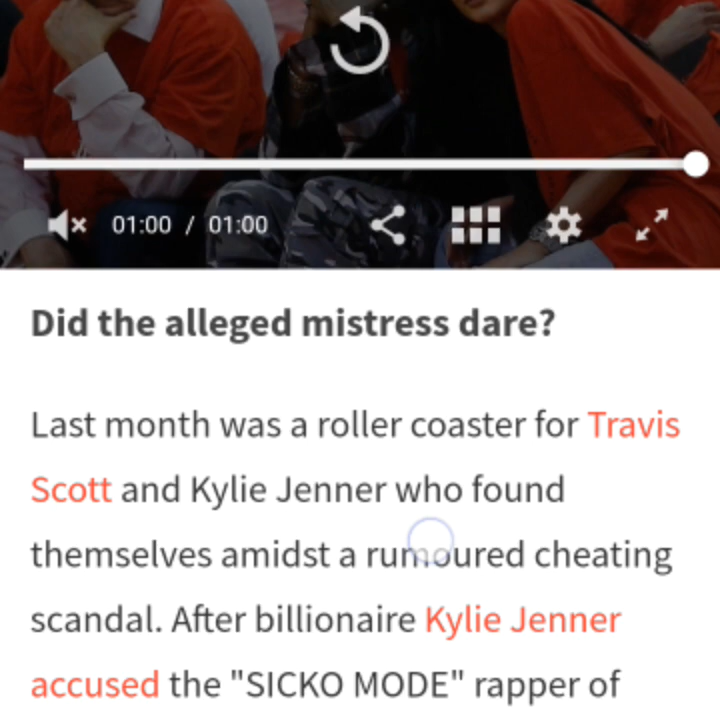 01:00 / 01:00
Did the alleged mistress dare?
Last month was a roller coaster for Travis
Scott and Kylie Jenner who found
themselves amidst a rumoured cheating
scandal. After billionaire Kylie Jenner
accused the "SICKO MODE" rapper of